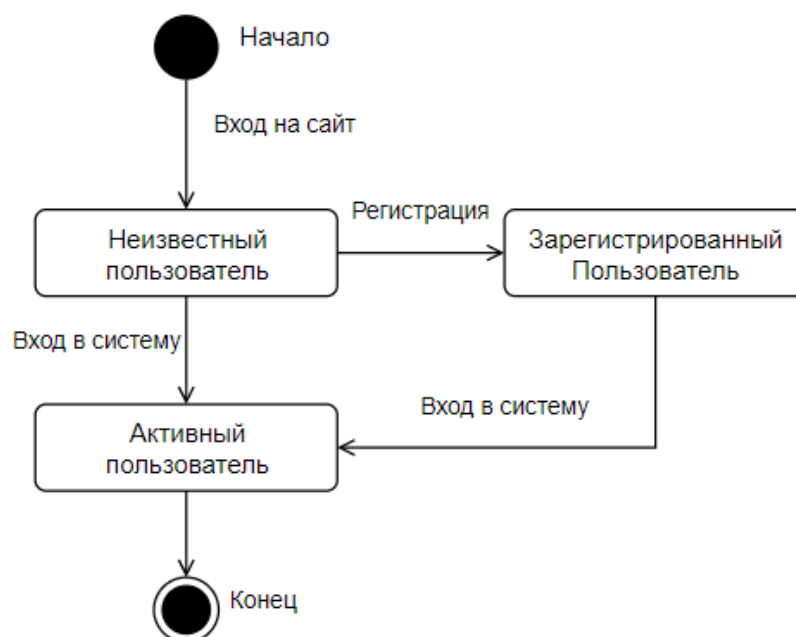 Начало
Вход на сайт
Регистрация
Неизвестный
пользователь
Зарегистрированный
Пользователь
Вход в систему
Вход в систему
Активный
пользователь
Конец